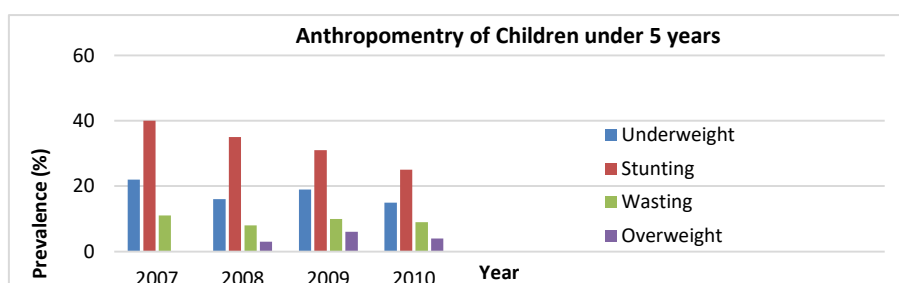 Anthropomentry of Children under 5 years
60
40
20
0
Prevalence (%)
2007 2008 2009 2010
Year
Underweight
Stunting
Wasting
Overweight